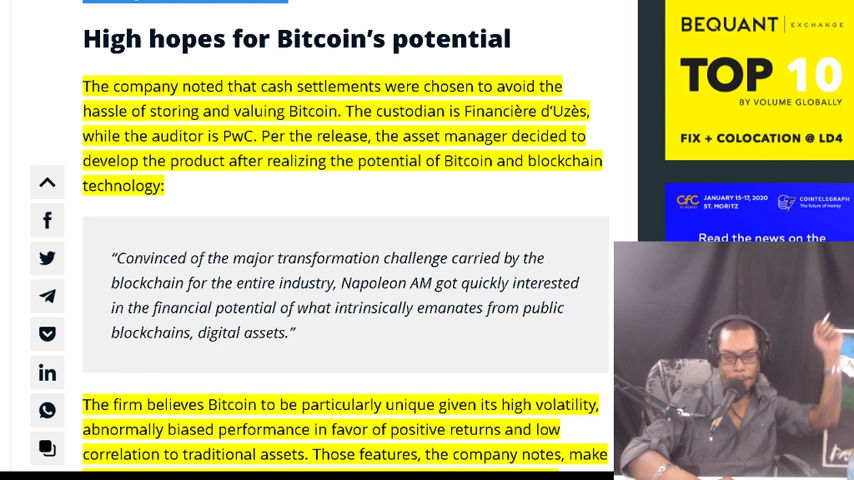 High hopes for Bitcoin’s potential
The company noted that cash settlements were chosen to avoid the
hassle of storing and valuing Bitcoin. The custodian is Financière d’Uzès,
while the auditor is PwC. Per the release, the asset manager decided to
develop the product after realizing the potential of Bitcoin and blockchain
technology:
“Convinced of the major transformation challenge carried by the
blockchain for the entire industry, Napoleon AM got quickly interested
in the financial potential of what intrinsically emanates from public
blockchains, digital assets.”
The firm believes Bitcoin to be particularly unique given its high volatility,
abnormally biased performance in favor of positive returns and low
correlation to traditional assets. Those features, the company notes, make
BEQUANT EXCHANGE
TOP 10
BY VOLUME GLOBALLY
FIX + COLOCATION @ LD4
CfC
ST. MORITZ
JANUARY 15-17, 2020
ST. MORITZ
COINTELEGRAPH
The future of money
Read the news on the